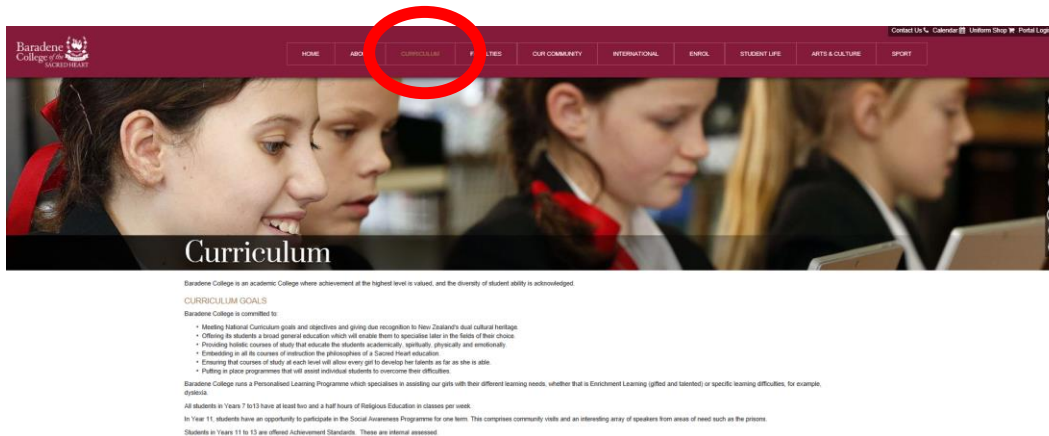 Contact Us Calendar Uniform Shop Portal Login
Baradene
College of the
SACRED HEART
HOME ABO CURRICULUM F LTIES OUR COMMUNITY INTERNATIONAL ENROL STUDENT LIFE ARTS & CULTURE SPORT
Curriculum
Baradene College is an academic College where achievement at the highest level is valued, and the diversity of student ability is acknowledged.
CURRICULUM GOALS
Baradene College is committed to:
• Meeting National Curriculum goals and objectives and giving due recognition to New Zealand's dual cultural heritage.
• Offering its students a broad general education which will enable them to specialise later in the fields of their choice.
• Providing holistic courses of study that educate the students academically, spiritually, physically and emotionally.
• Embedding in all its courses of instruction the philosophies of a Sacred Heart education.
• Ensuring that courses of study at each level will allow every girl to develop her talents as far as she is able.
• Putting in place programmes that will assist individual students to overcome their difficulties.
Baradene College runs a Personalised Learning Programme which specialises in assisting our girls with their different learning needs, whether that is Enrichment Learning (gifted and talented) or specific learning difficulties, for example,
dyslexia.
All students in Years 7 to13 have at least two and a half hours of Religious Education in classes per week.
In Year 11, students have an opportunity to participate in the Social Awareness Programme for one term. This comprises community visits and an interesting array of speakers from areas of need such as the prisons.
Students in Years 11 to 13 are offered Achievement Standards. These are internal assessed.